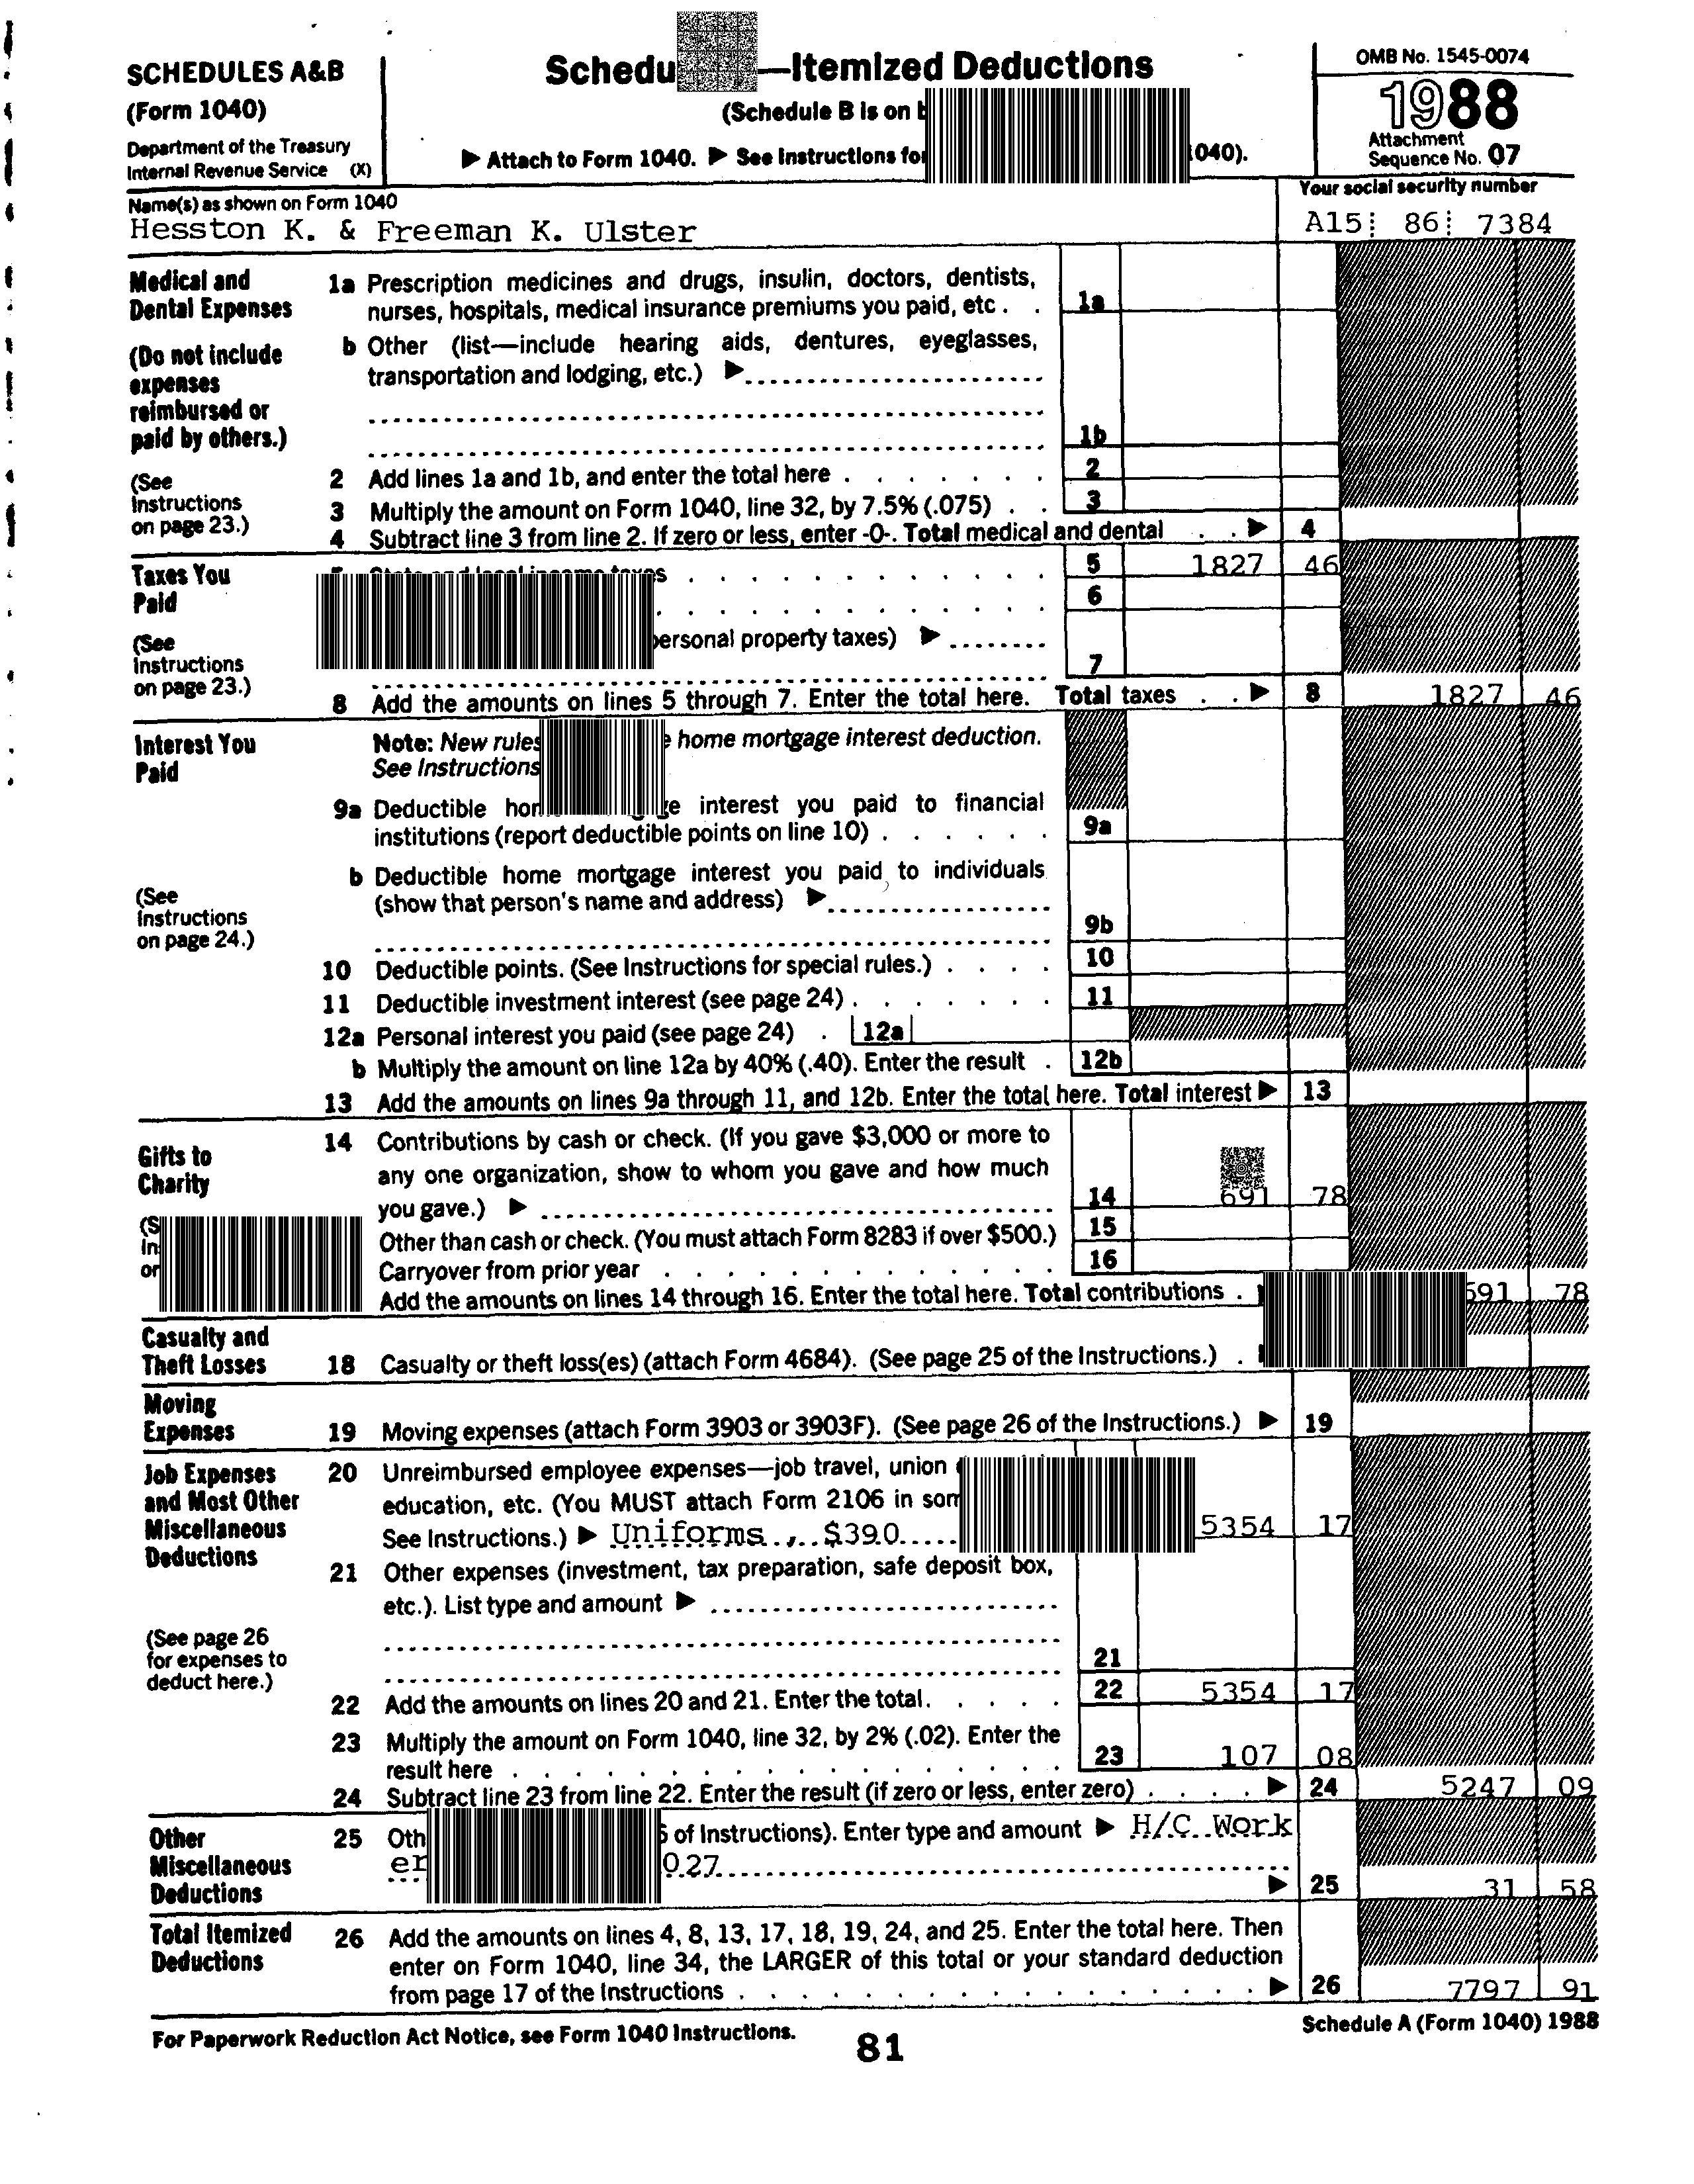 SCHEDULES A&B
(Form 1040)
Department of the Treasury
Internal Revenue Service (X)
Schedu —Itemized Deductions
(Schedule B is on
▶ Attach to Form 1040. ▶ See Instructions for 1040).
OMB No. 1545-0074
1988
Attachment
Sequence No. 07
Name(s) as shown on Form 1040
Hesston K. & Freeman K. Ulster
Your social security number
A15 86 7384
Medical and
Dental Expenses
(Do not include
expenses
reimbursed or
paid by others.)
(See
Instructions
on page 23.)
1a Prescription medicines and drugs, insulin, doctors, dentists,
nurses, hospitals, medical insurance premiums you paid, etc . . 1a
b Other (list—include hearing aids, dentures, eyeglasses,
transportation and lodging, etc.) ▶
1b
2 Add lines 1a and 1b, and enter the total here . . . . . . . 2
3 Multiply the amount on Form 1040, line 32, by 7.5% (.075) . . 3
4 Subtract line 3 from line 2. If zero or less, enter -0-. Total medical and dental . . ▶ 4
Taxes You
Paid
(See
Instructions
on page 23.)
5 State and local income taxes . . . . . . . . . . . . 5 1827 46
6
personal property taxes) ▶
7
8 Add the amounts on lines 5 through 7. Enter the total here. Total taxes . . ▶ 8 1827 46
Interest You
Paid
(See
Instructions
on page 24.)
Note: New rules home mortgage interest deduction.
See Instructions
9a Deductible interest you paid to financial
institutions (report deductible points on line 10) . . . . . . 9a
b Deductible home mortgage interest you paid to individuals
(show that person's name and address) ▶
9b
10 Deductible points. (See Instructions for special rules.) . . . . 10
11 Deductible investment interest (see page 24) . . . . . . . 11
12a Personal interest you paid (see page 24) . 12a
b Multiply the amount on line 12a by 40% (.40). Enter the result . 12b
13 Add the amounts on lines 9a through 11, and 12b. Enter the total here. Total interest ▶ 13
Gifts to
Charity
14 Contributions by cash or check. (If you gave $3,000 or more to
any one organization, show to whom you gave and how much
you gave.) ▶ 14 691 78
Other than cash or check. (You must attach Form 8283 if over $500.) 15
Carryover from prior year . . . . . . . . . . . . 16
Add the amounts on lines 14 through 16. Enter the total here. Total contributions . 691 78
Casualty and
Theft Losses
18 Casualty or theft loss(es) (attach Form 4684). (See page 25 of the Instructions.) .
Moving
Expenses
19 Moving expenses (attach Form 3903 or 3903F). (See page 26 of the Instructions.) ▶ 19
Job Expenses
and Most Other
Miscellaneous
Deductions
(See page 26
for expenses to
deduct here.)
20 Unreimbursed employee expenses—job travel, union
education, etc. (You MUST attach Form 2106 in
See Instructions.) ▶ Uniforms , $390 5354 17
21 Other expenses (investment, tax preparation, safe deposit box,
etc.). List type and amount ▶
21
22 Add the amounts on lines 20 and 21. Enter the total. . . . . 22 5354 17
23 Multiply the amount on Form 1040, line 32, by 2% (.02). Enter the
result here . . . . . . . . . . . . . . . . . 23 107 08
24 Subtract line 23 from line 22. Enter the result (if zero or less, enter zero) . . . . ▶ 24 5247 09
Other
Miscellaneous
Deductions
25 Oth of Instructions). Enter type and amount ▶ H/C Work
er 027
▶ 25 31 58
Total Itemized
Deductions
26 Add the amounts on lines 4, 8, 13, 17, 18, 19, 24, and 25. Enter the total here. Then
enter on Form 1040, line 34, the LARGER of this total or your standard deduction
from page 17 of the Instructions . . . . . . . . . . . . . . . . . ▶ 26 7797 91
For Paperwork Reduction Act Notice, see Form 1040 Instructions.
81
Schedule A (Form 1040) 1988